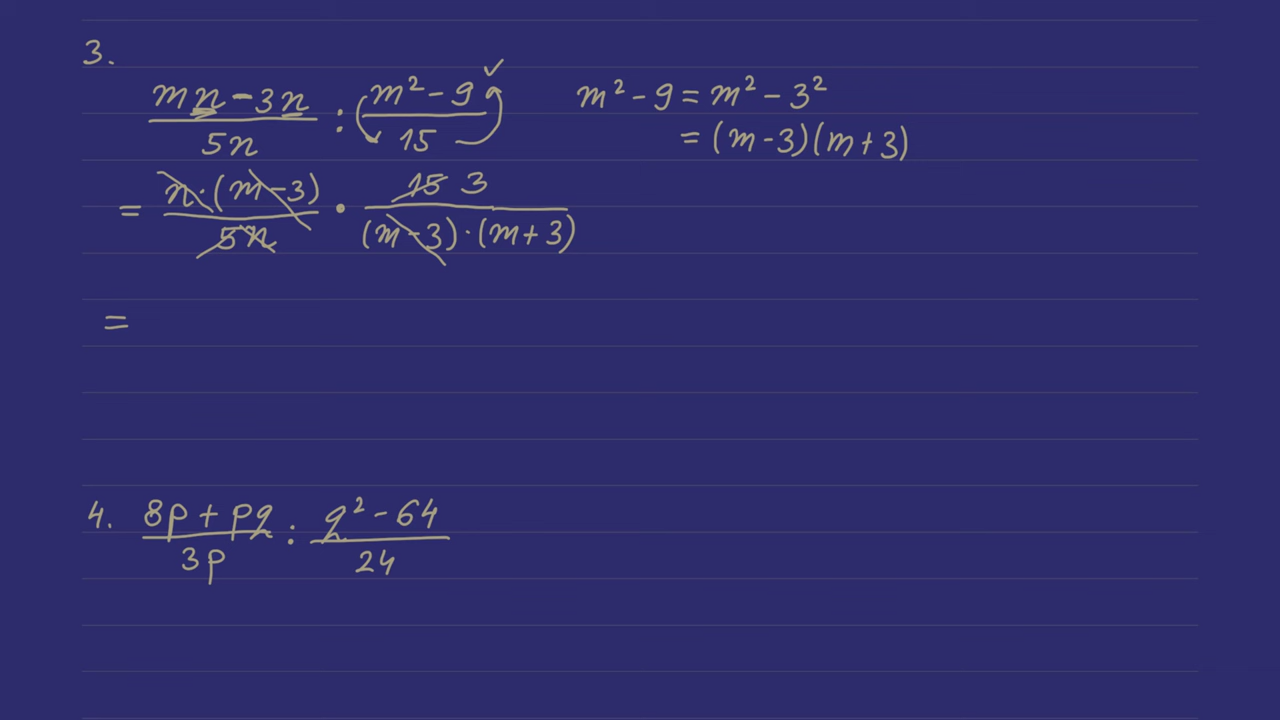 3.
(mn - 3n)/(5n) : (m² - 9)/(15) ✓ m² - 9 = m² - 3²
= (m - 3)(m + 3)
= (n · (m - 3))/(5n) · (15 3)/((m - 3) · (m + 3))
=
4. (8p + pq)/(3p) : (q² - 64)/(24)